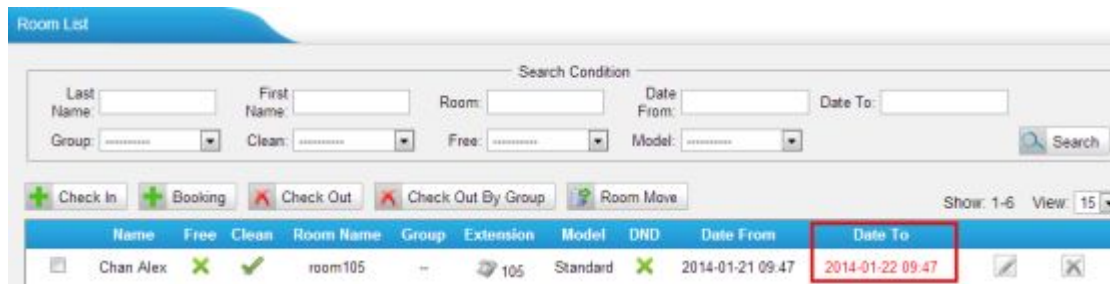 Room List
Search Condition
Last Name: First Name: Room: Date From: Date To:
Group: ---------- Clean: ---------- Free: ---------- Model: ---------- Search
Check In Booking Check Out Check Out By Group Room Move Show: 1-6 View: 15
Name Free Clean Room Name Group Extension Model DND Date From Date To
Chan Alex room105 -- 105 Standard 2014-01-21 09:47 2014-01-22 09:47